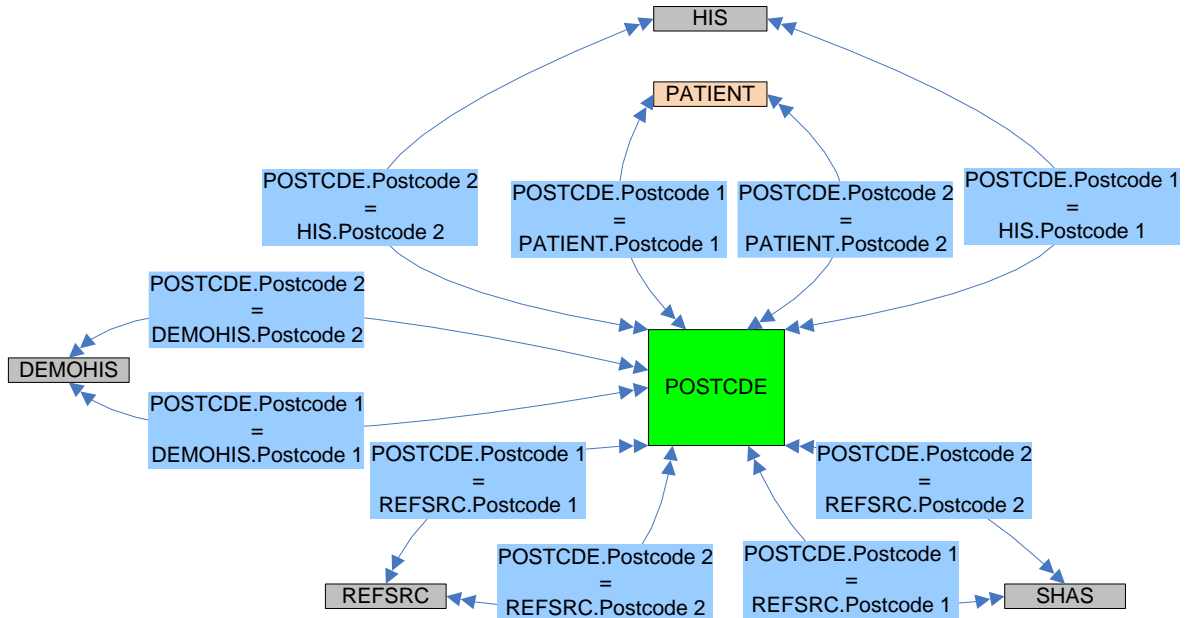 HIS
PATIENT
POSTCDE.Postcode 2
=
HIS.Postcode 2
POSTCDE.Postcode 1
=
PATIENT.Postcode 1
POSTCDE.Postcode 2
=
PATIENT.Postcode 2
POSTCDE.Postcode 1
=
HIS.Postcode 1
POSTCDE.Postcode 2
=
DEMOHIS.Postcode 2
DEMOHIS
POSTCDE
POSTCDE.Postcode 1
=
DEMOHIS.Postcode 1
POSTCDE.Postcode 1
=
REFSRC.Postcode 1
POSTCDE.Postcode 2
=
REFSRC.Postcode 2
POSTCDE.Postcode 2
=
REFSRC.Postcode 2
POSTCDE.Postcode 1
=
REFSRC.Postcode 1
REFSRC
SHAS